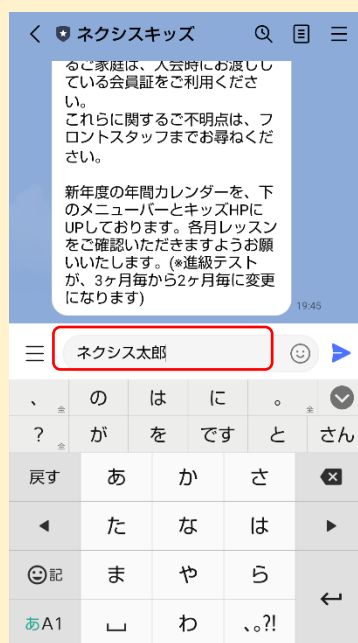 ネクシスキッズ
るご家庭は、入会時にお渡しし
ている会員証をご利用くださ
い。
これらに関するご不明点は、フ
ロントスタッフまでお尋ねくだ
さい。
新年度の年間カレンダーを、下
のメニューバーとキッズHPに
UPしております。各月レッスン
をご確認いただきますようお願
いいたします。(※進級テスト
が、3ヶ月毎から2ヶ月毎に変更
になります)
19:45
ネクシス太郎
、全 の は に 。全
?全 が を です と さん
戻す あ か さ
た な は
記 ま や ら
あA1 わ 、。?!